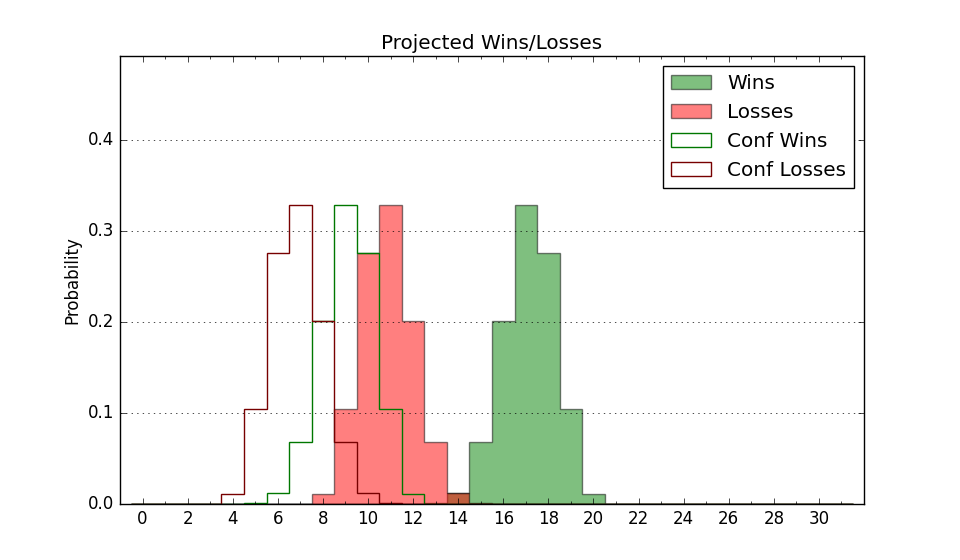 Projected Wins/Losses
Wins
Losses
Conf Wins
Conf Losses
Probability
0.4
0.3
0.2
0.1
0.0
0 2 4 6 8 10 12 14 16 18 20 22 24 26 28 30